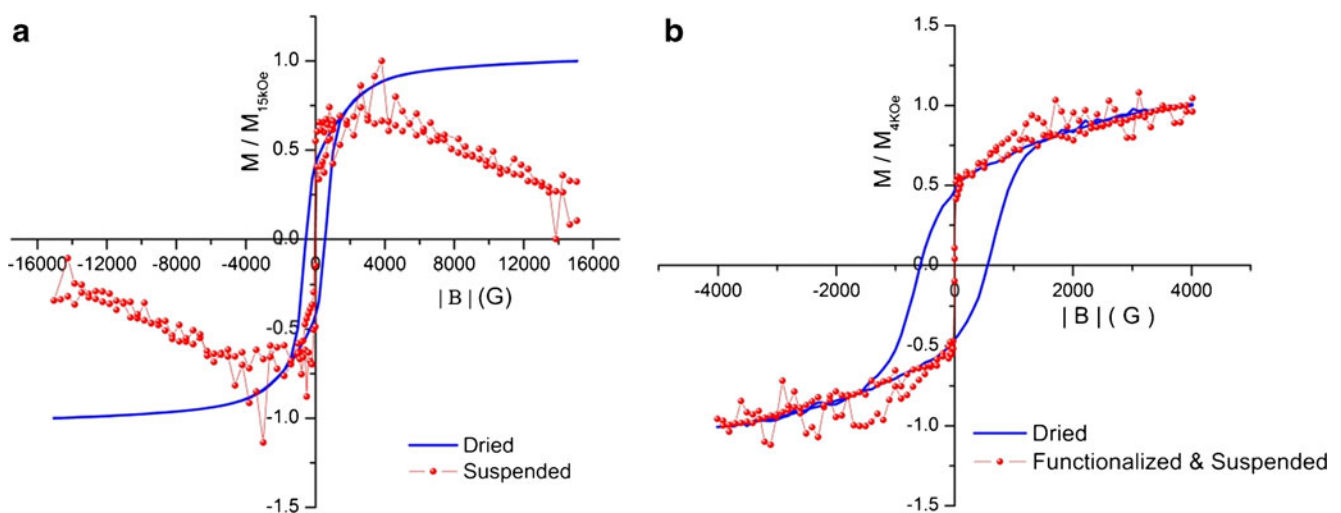 a
M / M15kOe
1.5
1.0
0.5
0.0
-0.5
-1.0
-1.5
-16000 -12000 -8000 -4000 0 4000 8000 12000 16000
| B | (G)
Dried
Suspended
b
M / M4KOe
1.5
1.0
0.5
0.0
-0.5
-1.0
-1.5
-4000 -2000 0 2000 4000
| B | ( G )
Dried
Functionalized & Suspended